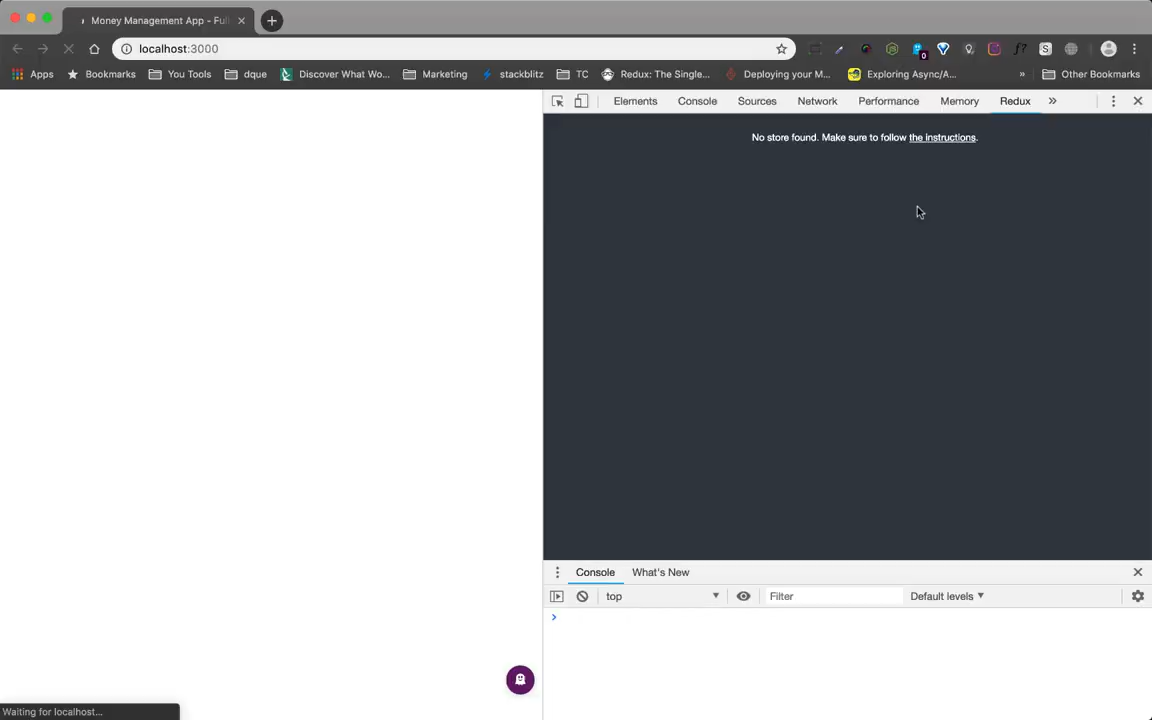 Money Management App - Full
localhost:3000
Apps
Bookmarks
You Tools
dque
Discover What Wo...
Marketing
stackblitz
TC
Redux: The Single...
Deploying your M...
Exploring Async/A...
»
Other Bookmarks
Elements
Console
Sources
Network
Performance
Memory
Redux
»
No store found. Make sure to follow the instructions.
Console
What's New
top
Filter
Default levels
Waiting for localhost...